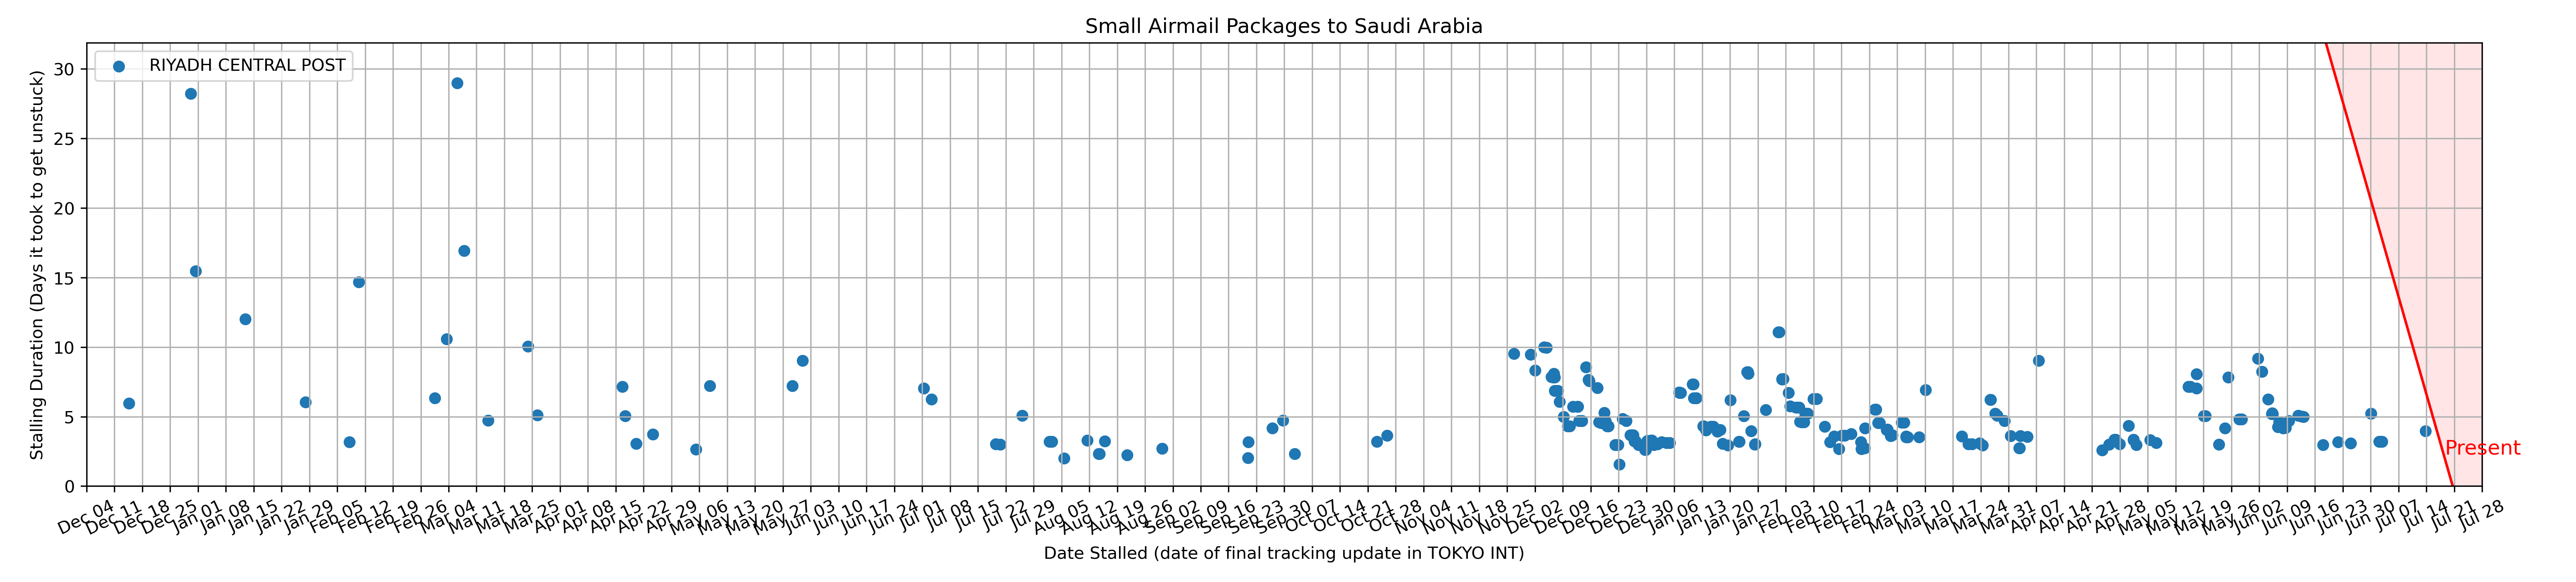 Small Airmail Packages to Saudi Arabia
RIYADH CENTRAL POST
Stalling Duration (Days it took to get unstuck)
30
25
20
15
10
5
0
Present
Dec 04 Dec 11 Dec 18 Dec 25 Jan 01 Jan 08 Jan 15 Jan 22 Jan 29 Feb 05 Feb 12 Feb 19 Feb 26 Mar 04 Mar 11 Mar 18 Mar 25 Apr 01 Apr 08 Apr 15 Apr 22 Apr 29 May 06 May 13 May 20 May 27 Jun 03 Jun 10 Jun 17 Jun 24 Jul 01 Jul 08 Jul 15 Jul 22 Jul 29 Aug 05 Aug 12 Aug 19 Aug 26 Sep 02 Sep 09 Sep 16 Sep 23 Sep 30 Oct 07 Oct 14 Oct 21 Oct 28 Nov 04 Nov 11 Nov 18 Nov 25 Dec 02 Dec 09 Dec 16 Dec 23 Dec 30 Jan 06 Jan 13 Jan 20 Jan 27 Feb 03 Feb 10 Feb 17 Feb 24 Mar 03 Mar 10 Mar 17 Mar 24 Mar 31 Apr 07 Apr 14 Apr 21 Apr 28 May 05 May 12 May 19 May 26 Jun 02 Jun 09 Jun 16 Jun 23 Jun 30 Jul 07 Jul 14 Jul 21 Jul 28
Date Stalled (date of final tracking update in TOKYO INT)